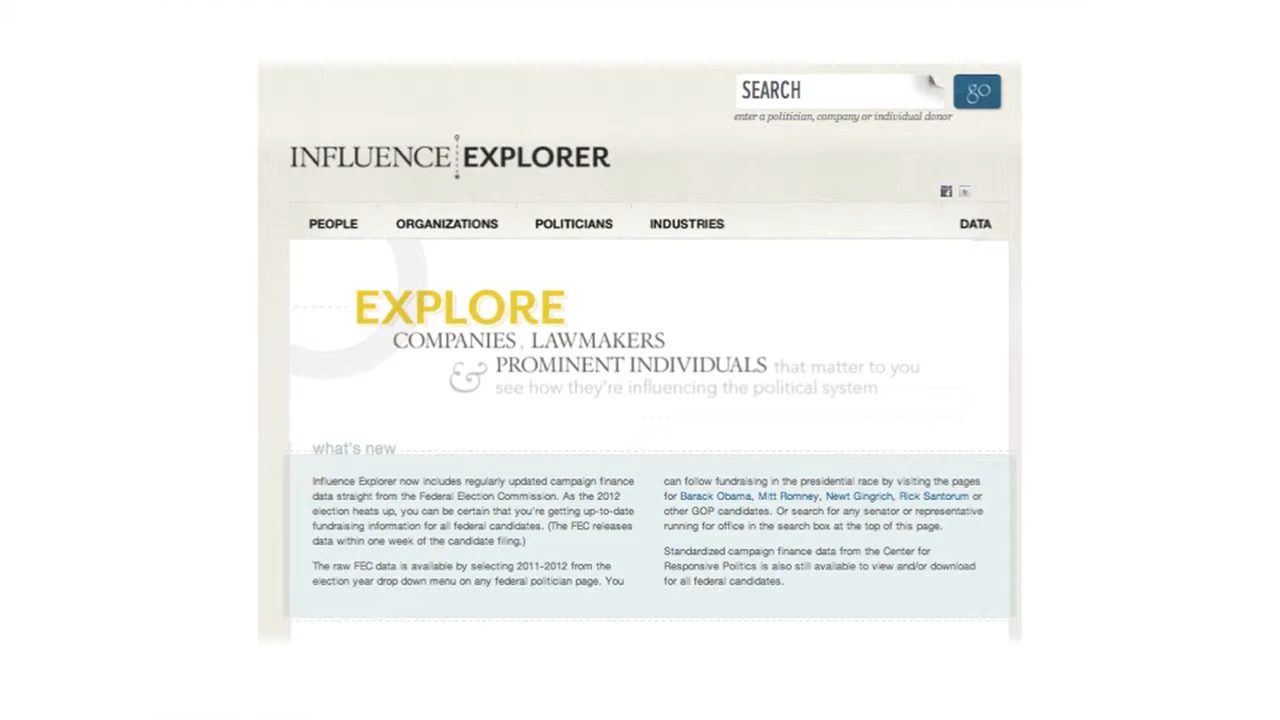 SEARCH
go
enter a politician, company or individual donor
INFLUENCE EXPLORER
PEOPLE ORGANIZATIONS POLITICIANS INDUSTRIES DATA
EXPLORE
COMPANIES, LAWMAKERS
& PROMINENT INDIVIDUALS that matter to you
see how they're influencing the political system
what's new
Influence Explorer now includes regularly updated campaign finance
data straight from the Federal Election Commission. As the 2012
election heats up, you can be certain that you're getting up-to-date
fundraising information for all federal candidates. (The FEC releases
data within one week of the candidate filing.)
The raw FEC data is available by selecting 2011-2012 from the
election year drop down menu on any federal politician page. You
can follow fundraising in the presidential race by visiting the pages
for Barack Obama, Mitt Romney, Newt Gingrich, Rick Santorum or
other GOP candidates. Or search for any senator or representative
running for office in the search box at the top of this page.
Standardized campaign finance data from the Center for
Responsive Politics is also still available to view and/or download
for all federal candidates.